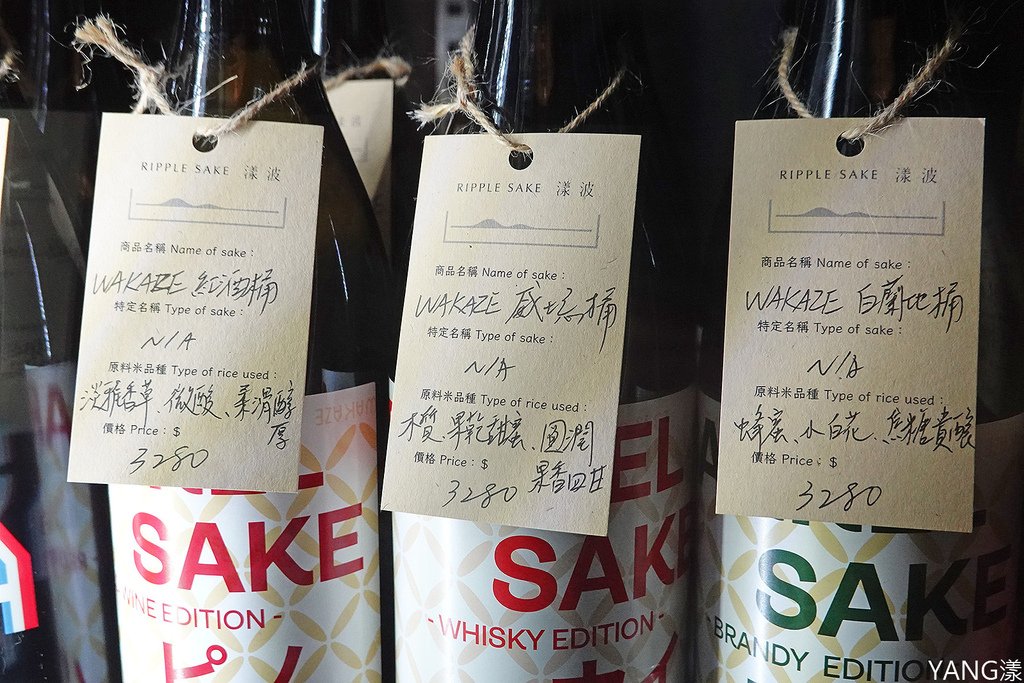 RIPPLE SAKE 漾波
商品名稱 Name of sake：
WAKAZE 紅酒桶
特定名稱 Type of sake：
N/A
原料米品種 Type of rice used：
淡雅香草、微酸、柔滑醇
厚
價格 Price：$
3280
SAKE
WINE EDITION -
ピノ
RIPPLE SAKE 漾波
商品名稱 Name of sake：
WAKAZE 威士忌桶
特定名稱 Type of sake：
N/A
原料米品種 Type of rice used：
木質、果乾甜蜜、圓潤
果香回甘
價格 Price：$
3280
EL
SAKE
- WHISKY EDITION -
RIPPLE SAKE 漾波
商品名稱 Name of sake：
WAKAZE 白蘭地桶
特定名稱 Type of sake：
N/A
原料米品種 Type of rice used：
蜂蜜、小白花、焦糖貴釀
價格 Price：$
3280
SAKE
- BRANDY EDITIO
YANG漾